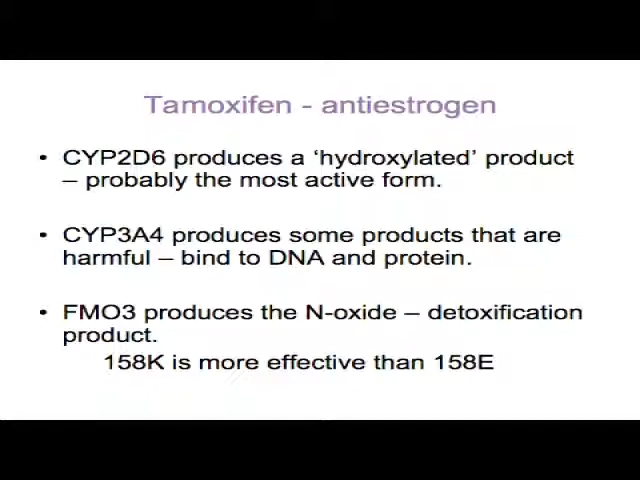 Tamoxifen - antiestrogen
• CYP2D6 produces a ‘hydroxylated’ product
– probably the most active form.
• CYP3A4 produces some products that are
harmful – bind to DNA and protein.
• FMO3 produces the N-oxide – detoxification
product.
158K is more effective than 158E